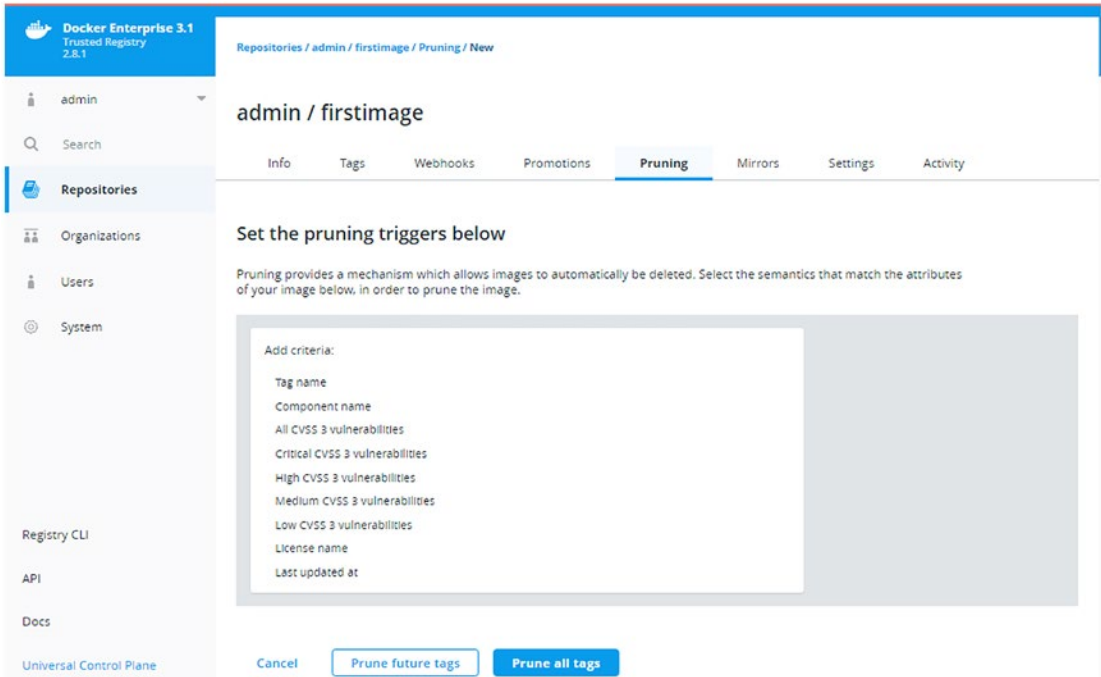 Docker Enterprise 3.1
Trusted Registry
2.8.1
admin
Search
Repositories
Organizations
Users
System
Registry CLI
API
Docs
Universal Control Plane
Repositories / admin / firstimage / Pruning / New
admin / firstimage
Info Tags Webhooks Promotions Pruning Mirrors Settings Activity
Set the pruning triggers below
Pruning provides a mechanism which allows images to automatically be deleted. Select the semantics that match the attributes
of your image below, in order to prune the image.
Add criteria:
Tag name
Component name
All CVSS 3 vulnerabilities
Critical CVSS 3 vulnerabilities
High CVSS 3 vulnerabilities
Medium CVSS 3 vulnerabilities
Low CVSS 3 vulnerabilities
License name
Last updated at
Cancel Prune future tags Prune all tags